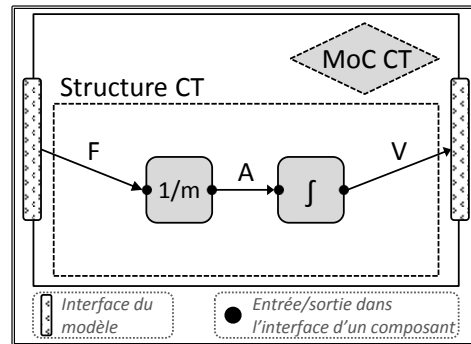 MoC CT
Structure CT
F
1/m
A
∫
V
Interface du
modèle
Entrée/sortie dans
l'interface d'un composant